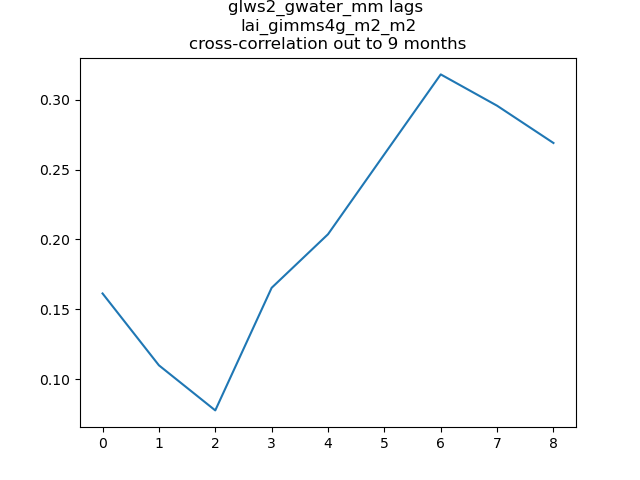 glws2_gwater_mm lags
lai_gimms4g_m2_m2
cross-correlation out to 9 months
0.30
0.25
0.20
0.15
0.10
0 1 2 3 4 5 6 7 8